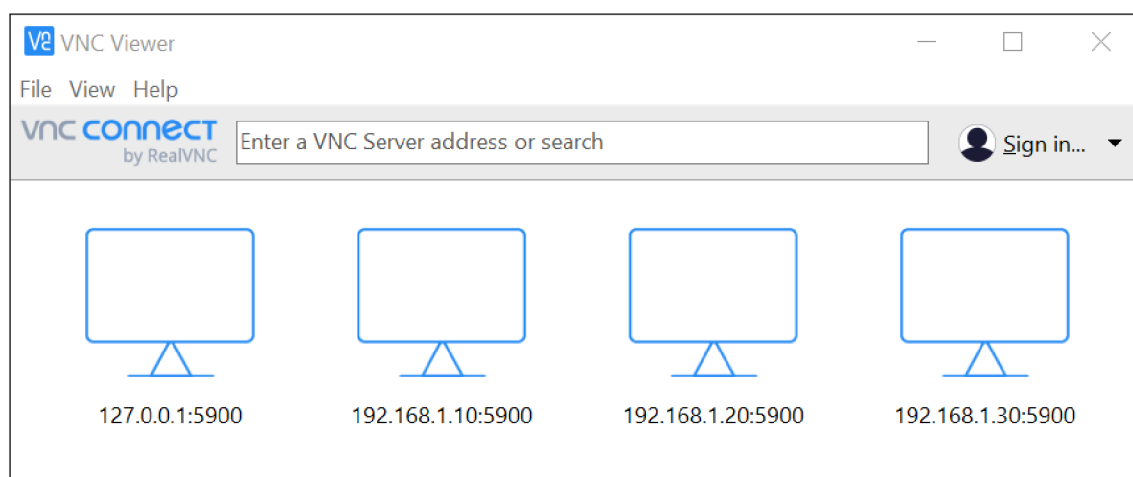 V2 VNC Viewer
File View Help
vnc connect
by RealVNC
Enter a VNC Server address or search
Sign in...
127.0.0.1:5900
192.168.1.10:5900
192.168.1.20:5900
192.168.1.30:5900